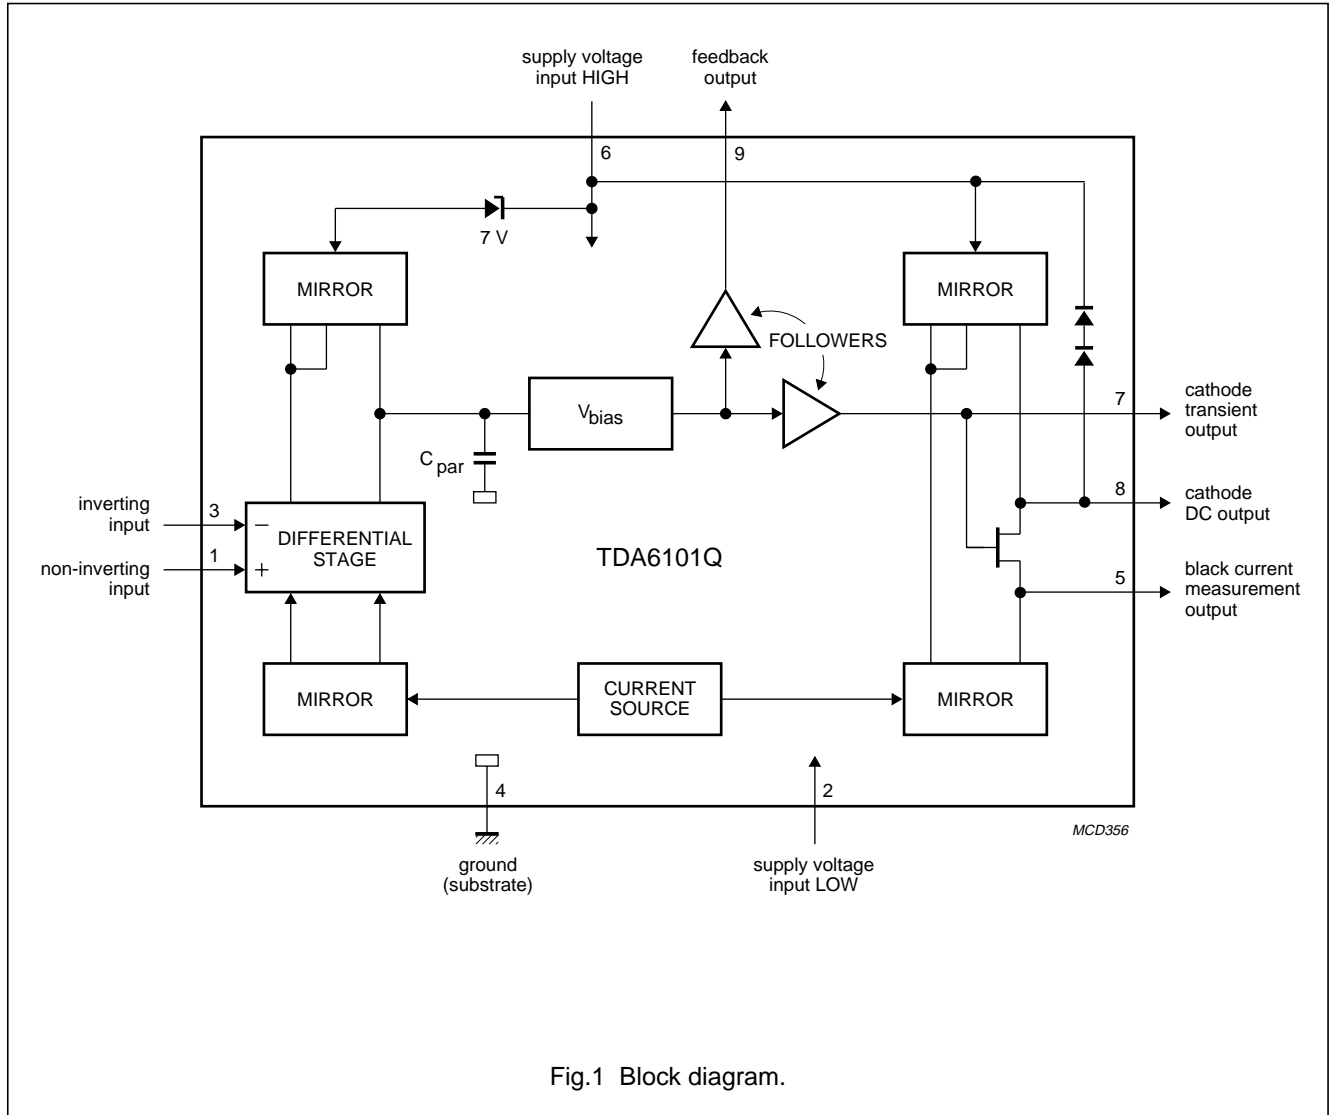 supply voltage
input HIGH
feedback
output
6
9
7 V
MIRROR
MIRROR
FOLLOWERS
Vbias
Cpar
7
cathode
transient
output
8
cathode
DC output
inverting
input
3
−
DIFFERENTIAL
STAGE
non-inverting
input
1
+
TDA6101Q
5
black current
measurement
output
MIRROR
CURRENT
SOURCE
MIRROR
4
2
MCD356
ground
(substrate)
supply voltage
input LOW
Fig.1 Block diagram.